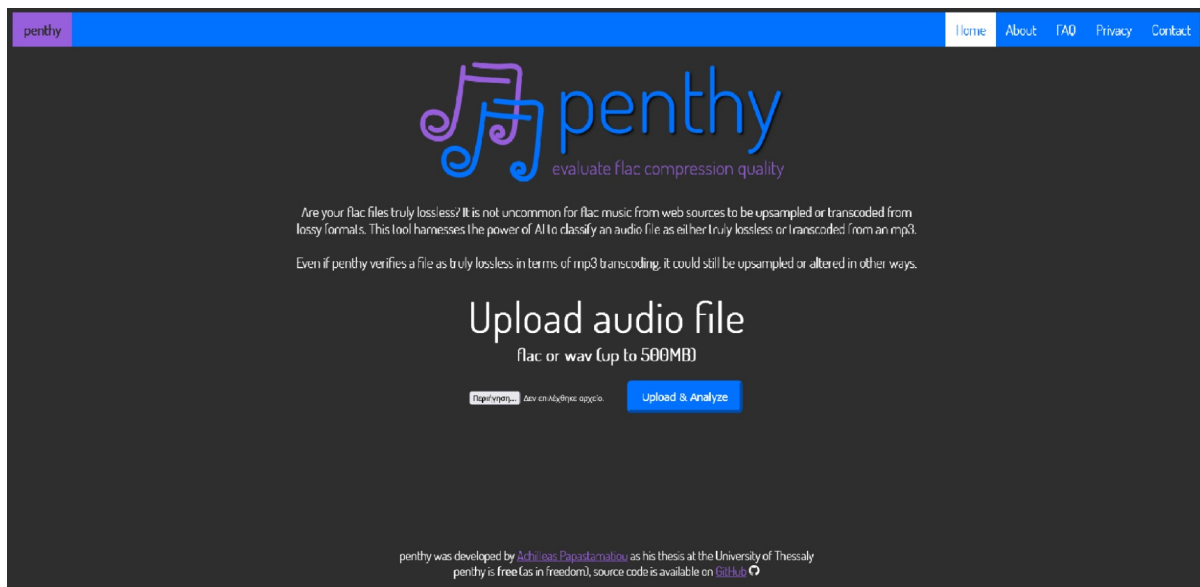 penthy
Home About FAQ Privacy Contact
penthy
evaluate flac compression quality
Are your flac files truly lossless? It is not uncommon for flac music from web sources to be upsampled or transcoded from
lossy formats. This tool harnesses the power of AI to classify an audio file as either truly lossless or transcoded from an mp3.
Even if penthy verifies a file as truly lossless in terms of mp3 transcoding, it could still be upsampled or altered in other ways.
Upload audio file
flac or wav (up to 500MB)
Περιήγηση... Δεν επιλέχθηκε αρχείο. Upload & Analyze
penthy was developed by Achilleas Papastamatiou as his thesis at the University of Thessaly
penthy is free (as in freedom), source code is available on GitHub